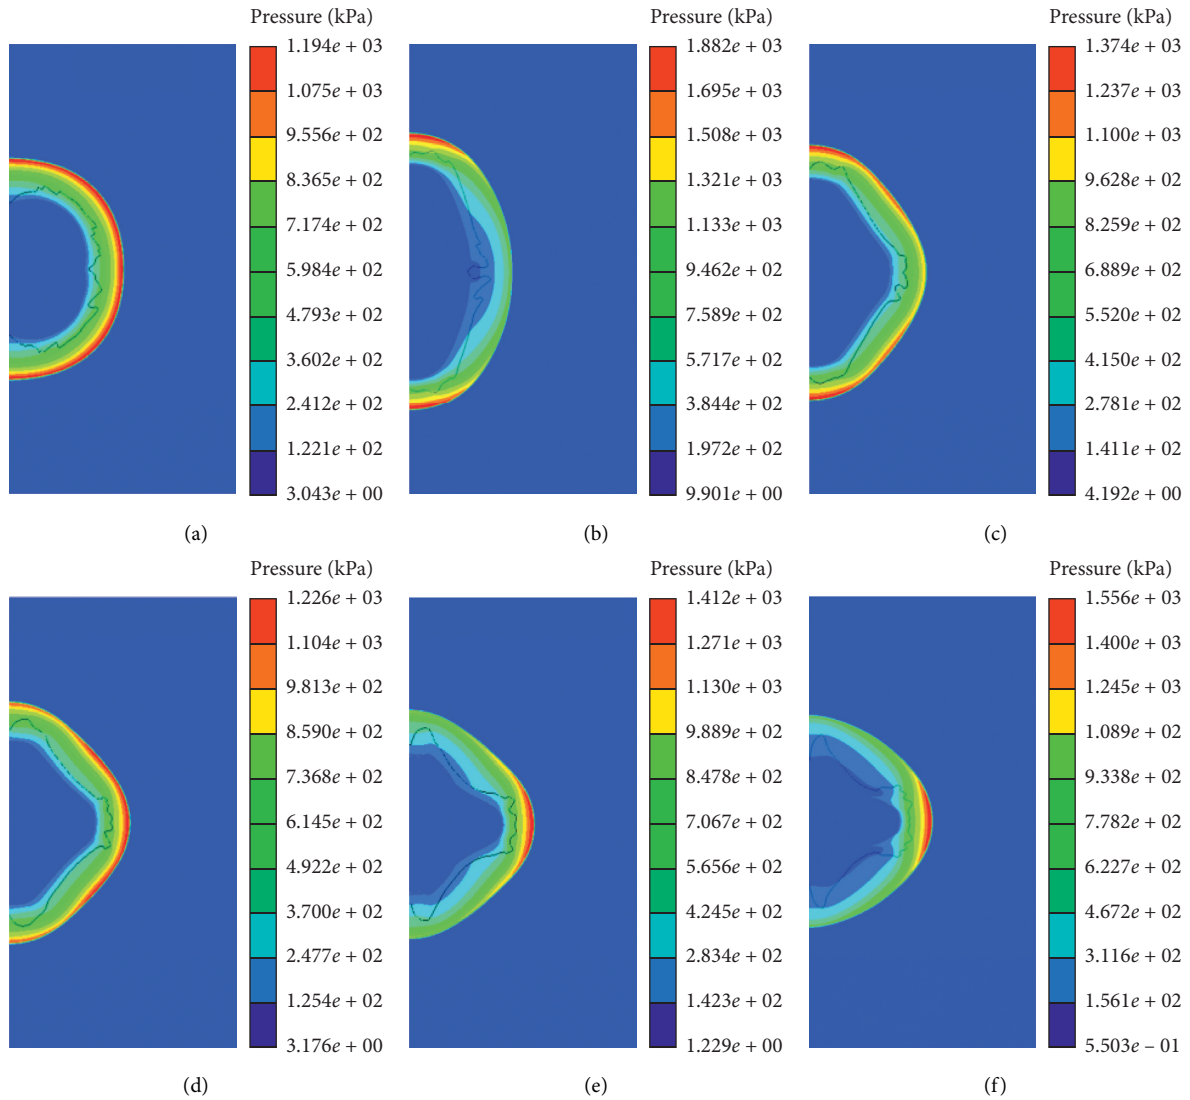 Pressure (kPa)
1.194e + 03
1.075e + 03
9.556e + 02
8.365e + 02
7.174e + 02
5.984e + 02
4.793e + 02
3.602e + 02
2.412e + 02
1.221e + 02
3.043e + 00
(a)
Pressure (kPa)
1.882e + 03
1.695e + 03
1.508e + 03
1.321e + 03
1.133e + 03
9.462e + 02
7.589e + 02
5.717e + 02
3.844e + 02
1.972e + 02
9.901e + 00
(b)
Pressure (kPa)
1.374e + 03
1.237e + 03
1.100e + 03
9.628e + 02
8.259e + 02
6.889e + 02
5.520e + 02
4.150e + 02
2.781e + 02
1.411e + 02
4.192e + 00
(c)
Pressure (kPa)
1.226e + 03
1.104e + 03
9.813e + 02
8.590e + 02
7.368e + 02
6.145e + 02
4.922e + 02
3.700e + 02
2.477e + 02
1.254e + 02
3.176e + 00
(d)
Pressure (kPa)
1.412e + 03
1.271e + 03
1.130e + 03
9.889e + 02
8.478e + 02
7.067e + 02
5.656e + 02
4.245e + 02
2.834e + 02
1.423e + 02
1.229e + 00
(e)
Pressure (kPa)
1.556e + 03
1.400e + 03
1.245e + 03
1.089e + 03
9.338e + 02
7.782e + 02
6.227e + 02
4.672e + 02
3.116e + 02
1.561e + 02
5.503e – 01
(f)